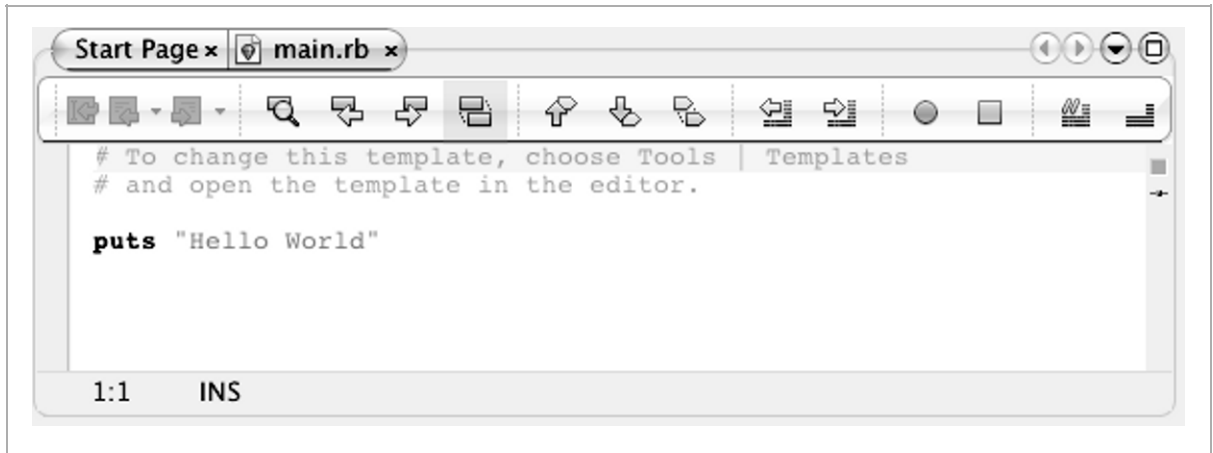 Start Page × main.rb ×
# To change this template, choose Tools | Templates
# and open the template in the editor.
puts "Hello World"
1:1 INS